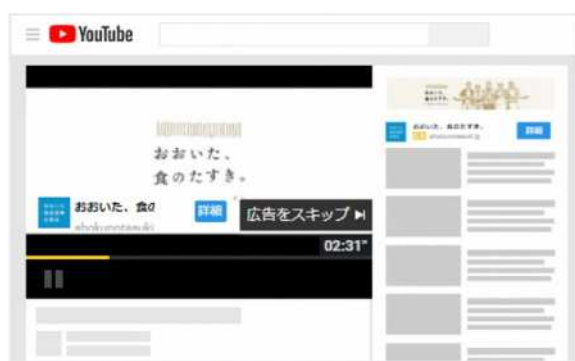 YouTube
おおいた、
食のたすき。
おおいた、食の
詳細
広告をスキップ
02:31"
おおいた、食のたすき。
詳細